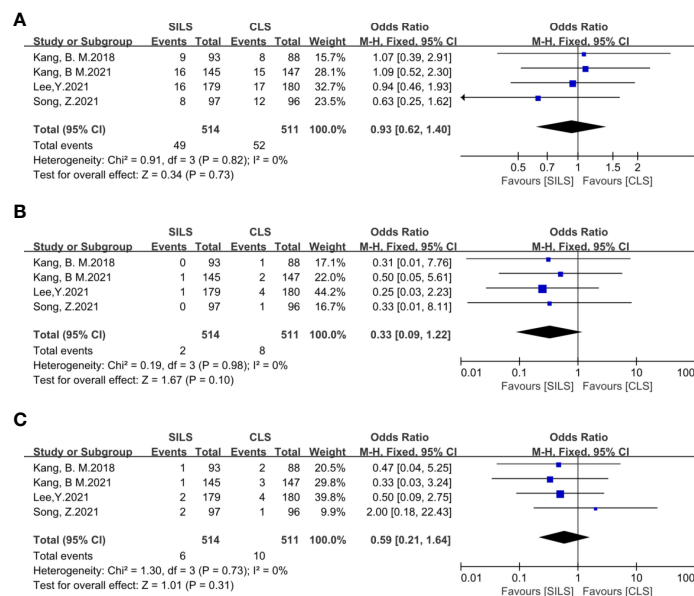 A
SILS CLS Odds Ratio Odds Ratio
Study or Subgroup Events Total Events Total Weight M-H, Fixed, 95% CI M-H, Fixed, 95% CI
Kang, B. M.2018 9 93 8 88 15.7% 1.07 [0.39, 2.91]
Kang, B M.2021 16 145 15 147 28.1% 1.09 [0.52, 2.30]
Lee,Y.2021 16 179 17 180 32.7% 0.94 [0.46, 1.93]
Song, Z.2021 8 97 12 96 23.5% 0.63 [0.25, 1.62]
Total (95% CI) 514 511 100.0% 0.93 [0.62, 1.40]
Total events 49 52
Heterogeneity: Chi² = 0.91, df = 3 (P = 0.82); I² = 0%
Test for overall effect: Z = 0.34 (P = 0.73)
0.5 0.7 1 1.5 2
Favours [SILS] Favours [CLS]
B
SILS CLS Odds Ratio Odds Ratio
Study or Subgroup Events Total Events Total Weight M-H, Fixed, 95% CI M-H, Fixed, 95% CI
Kang, B. M.2018 0 93 1 88 17.1% 0.31 [0.01, 7.76]
Kang, B M.2021 1 145 2 147 22.0% 0.50 [0.05, 5.61]
Lee,Y.2021 1 179 4 180 44.2% 0.25 [0.03, 2.23]
Song, Z.2021 0 97 1 96 16.7% 0.33 [0.01, 8.11]
Total (95% CI) 514 511 100.0% 0.33 [0.09, 1.22]
Total events 2 8
Heterogeneity: Chi² = 0.19, df = 3 (P = 0.98); I² = 0%
Test for overall effect: Z = 1.67 (P = 0.10)
0.01 0.1 1 10 100
Favours [SILS] Favours [CLS]
C
SILS CLS Odds Ratio Odds Ratio
Study or Subgroup Events Total Events Total Weight M-H, Fixed, 95% CI M-H, Fixed, 95% CI
Kang, B. M.2018 1 93 2 88 20.5% 0.47 [0.04, 5.25]
Kang, B M.2021 1 145 3 147 29.8% 0.33 [0.03, 3.24]
Lee,Y.2021 2 179 4 180 39.8% 0.50 [0.09, 2.75]
Song, Z.2021 2 97 1 96 9.9% 2.00 [0.18, 22.43]
Total (95% CI) 514 511 100.0% 0.59 [0.21, 1.64]
Total events 6 10
Heterogeneity: Chi² = 1.30, df = 3 (P = 0.73); I² = 0%
Test for overall effect: Z = 1.01 (P = 0.31)
0.01 0.1 1 10 100
Favours [SILS] Favours [CLS]